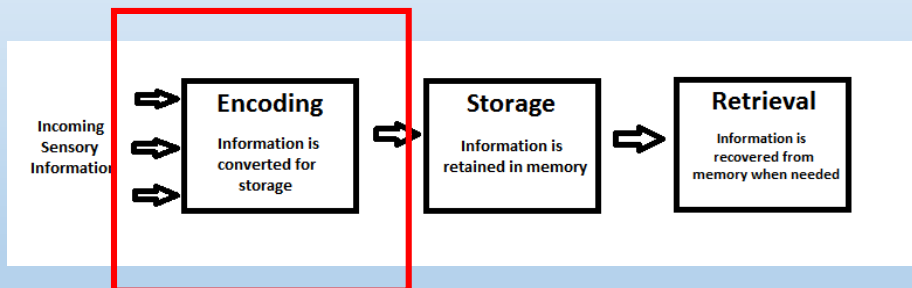 Incoming
Sensory
Information
Encoding
Information is
converted for
storage
Storage
Information is
retained in memory
Retrieval
Information is
recovered from
memory when needed